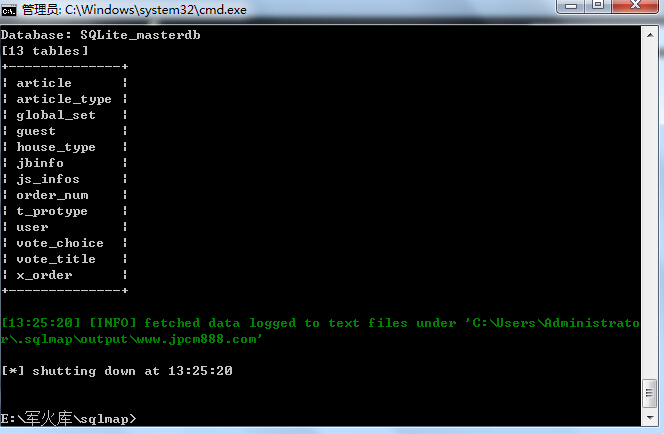 管理员: C:\Windows\system32\cmd.exe
Database: SQLite_masterdb
[13 tables]
+--------------+
¦ article      ¦
¦ article_type ¦
¦ global_set   ¦
¦ guest        ¦
¦ house_type   ¦
¦ jbinfo       ¦
¦ js_infos     ¦
¦ order_num    ¦
¦ t_protype    ¦
¦ user         ¦
¦ vote_choice  ¦
¦ vote_title   ¦
¦ x_order      ¦
+--------------+
[13:25:20] [INFO] fetched data logged to text files under 'C:\Users\Administrato
r\.sqlmap\output\www.jpcm888.com'
[*] shutting down at 13:25:20
E:\军火库\sqlmap>